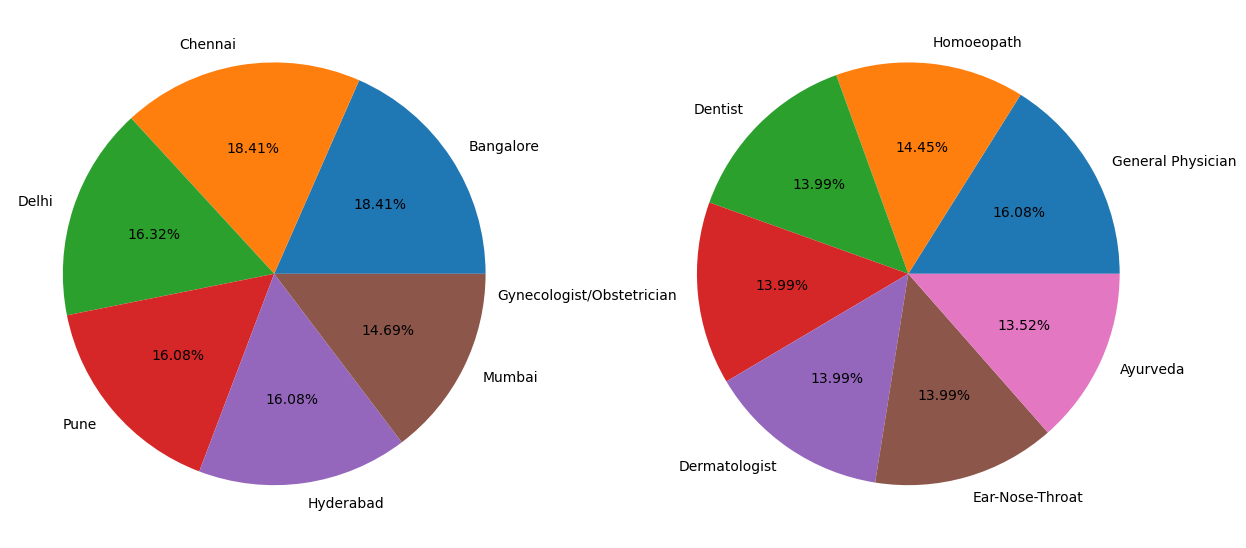 Chennai
Bangalore
Delhi
Pune
Hyderabad
Mumbai
18.41%
18.41%
16.32%
16.08%
16.08%
14.69%
Homoeopath
General Physician
Dentist
Gynecologist/Obstetrician
Dermatologist
Ear-Nose-Throat
Ayurveda
14.45%
16.08%
13.99%
13.99%
13.99%
13.99%
13.52%